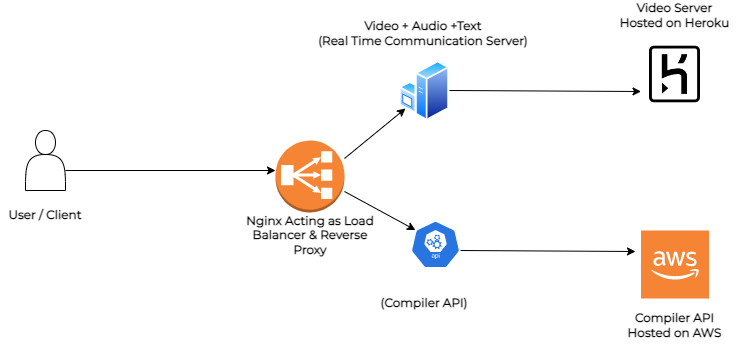 Video Server
Hosted on Heroku
Video + Audio +Text
(Real Time Communication Server)
User / Client
Nginx Acting as Load
Balancer & Reverse
Proxy
api
(Compiler API)
aws
Compiler API
Hosted on AWS